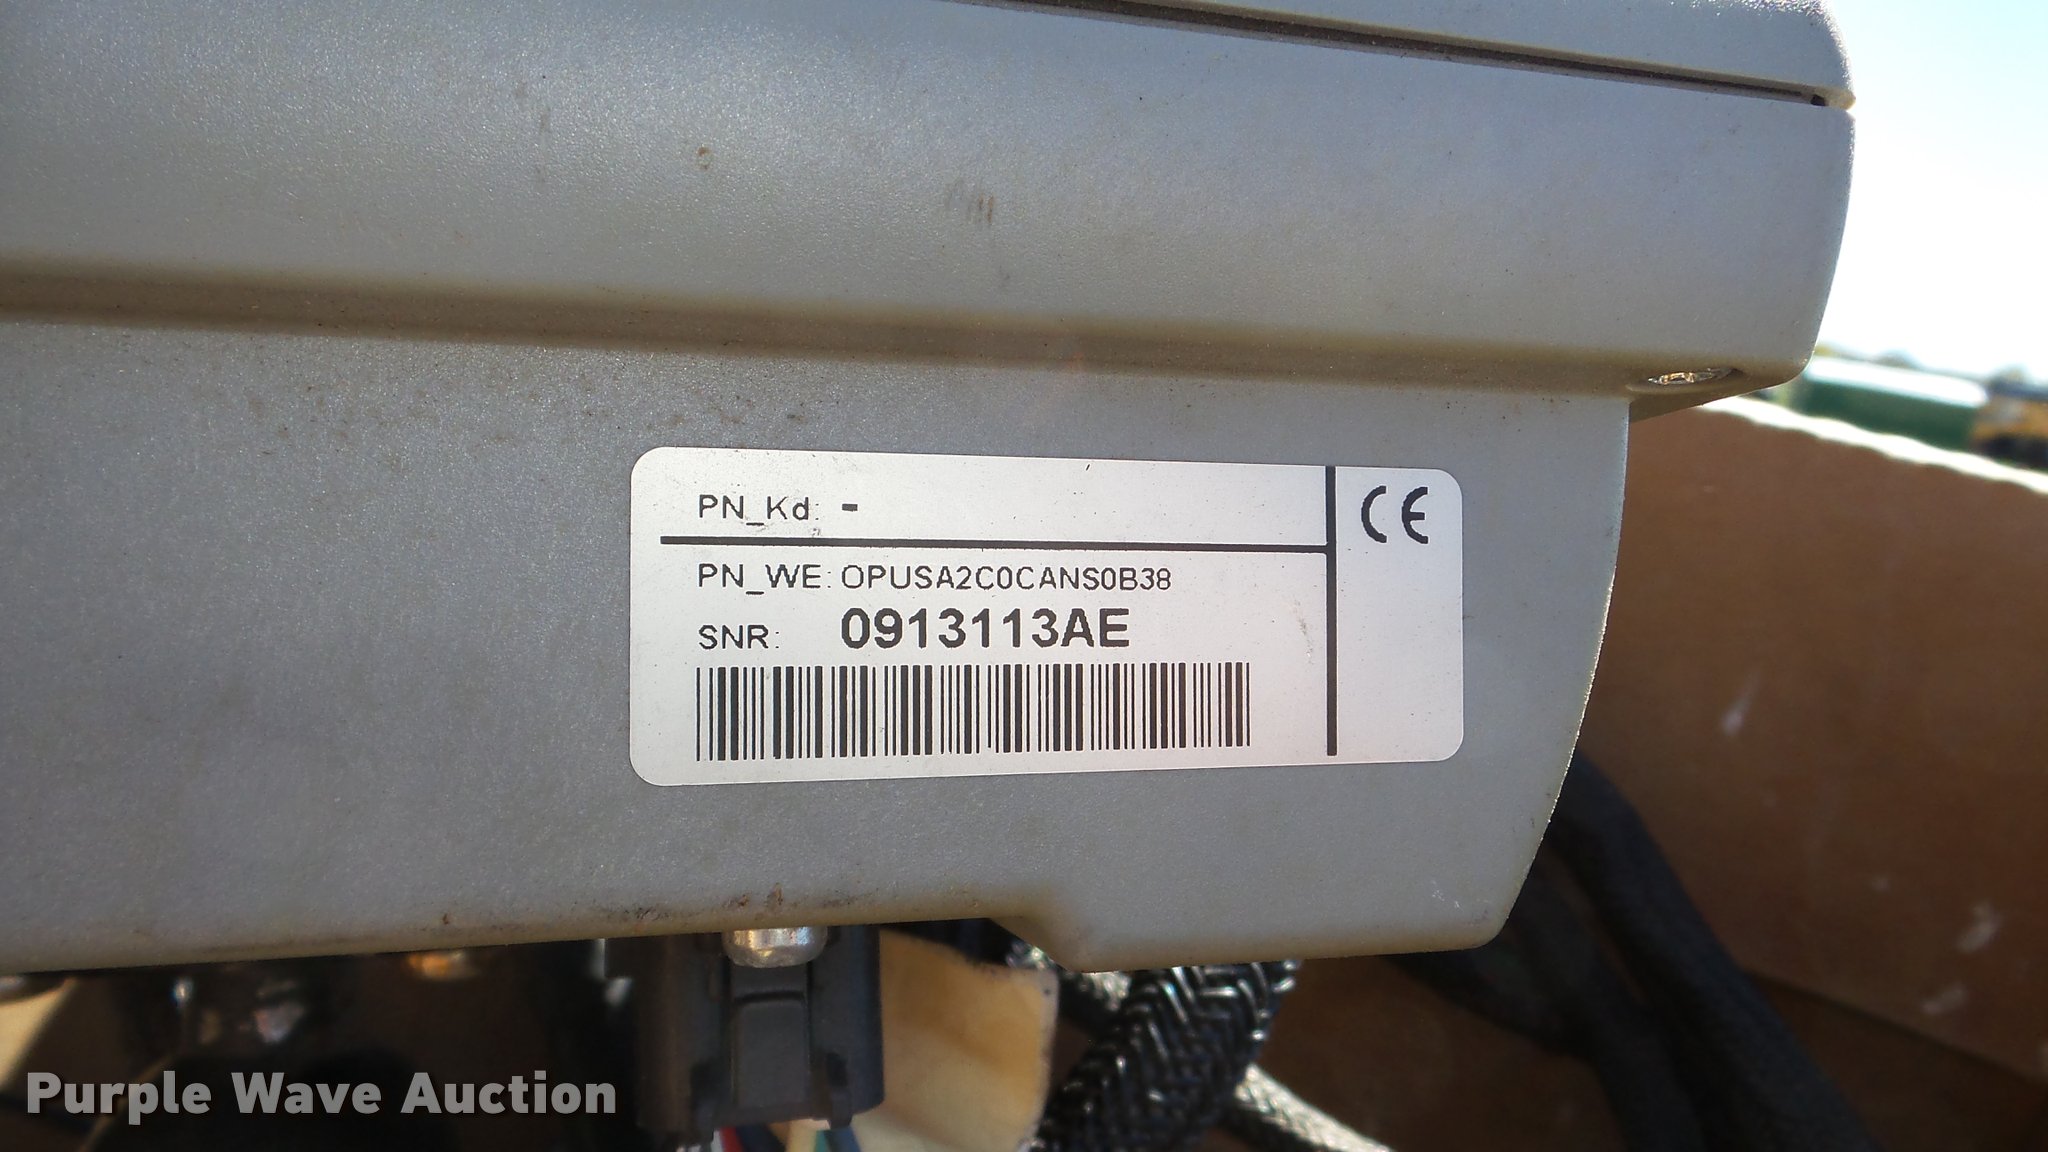 PN_Kd: -
CE
PN_WE: OPUSA2C0CANS0B38
SNR: 0913113AE
Purple Wave Auction